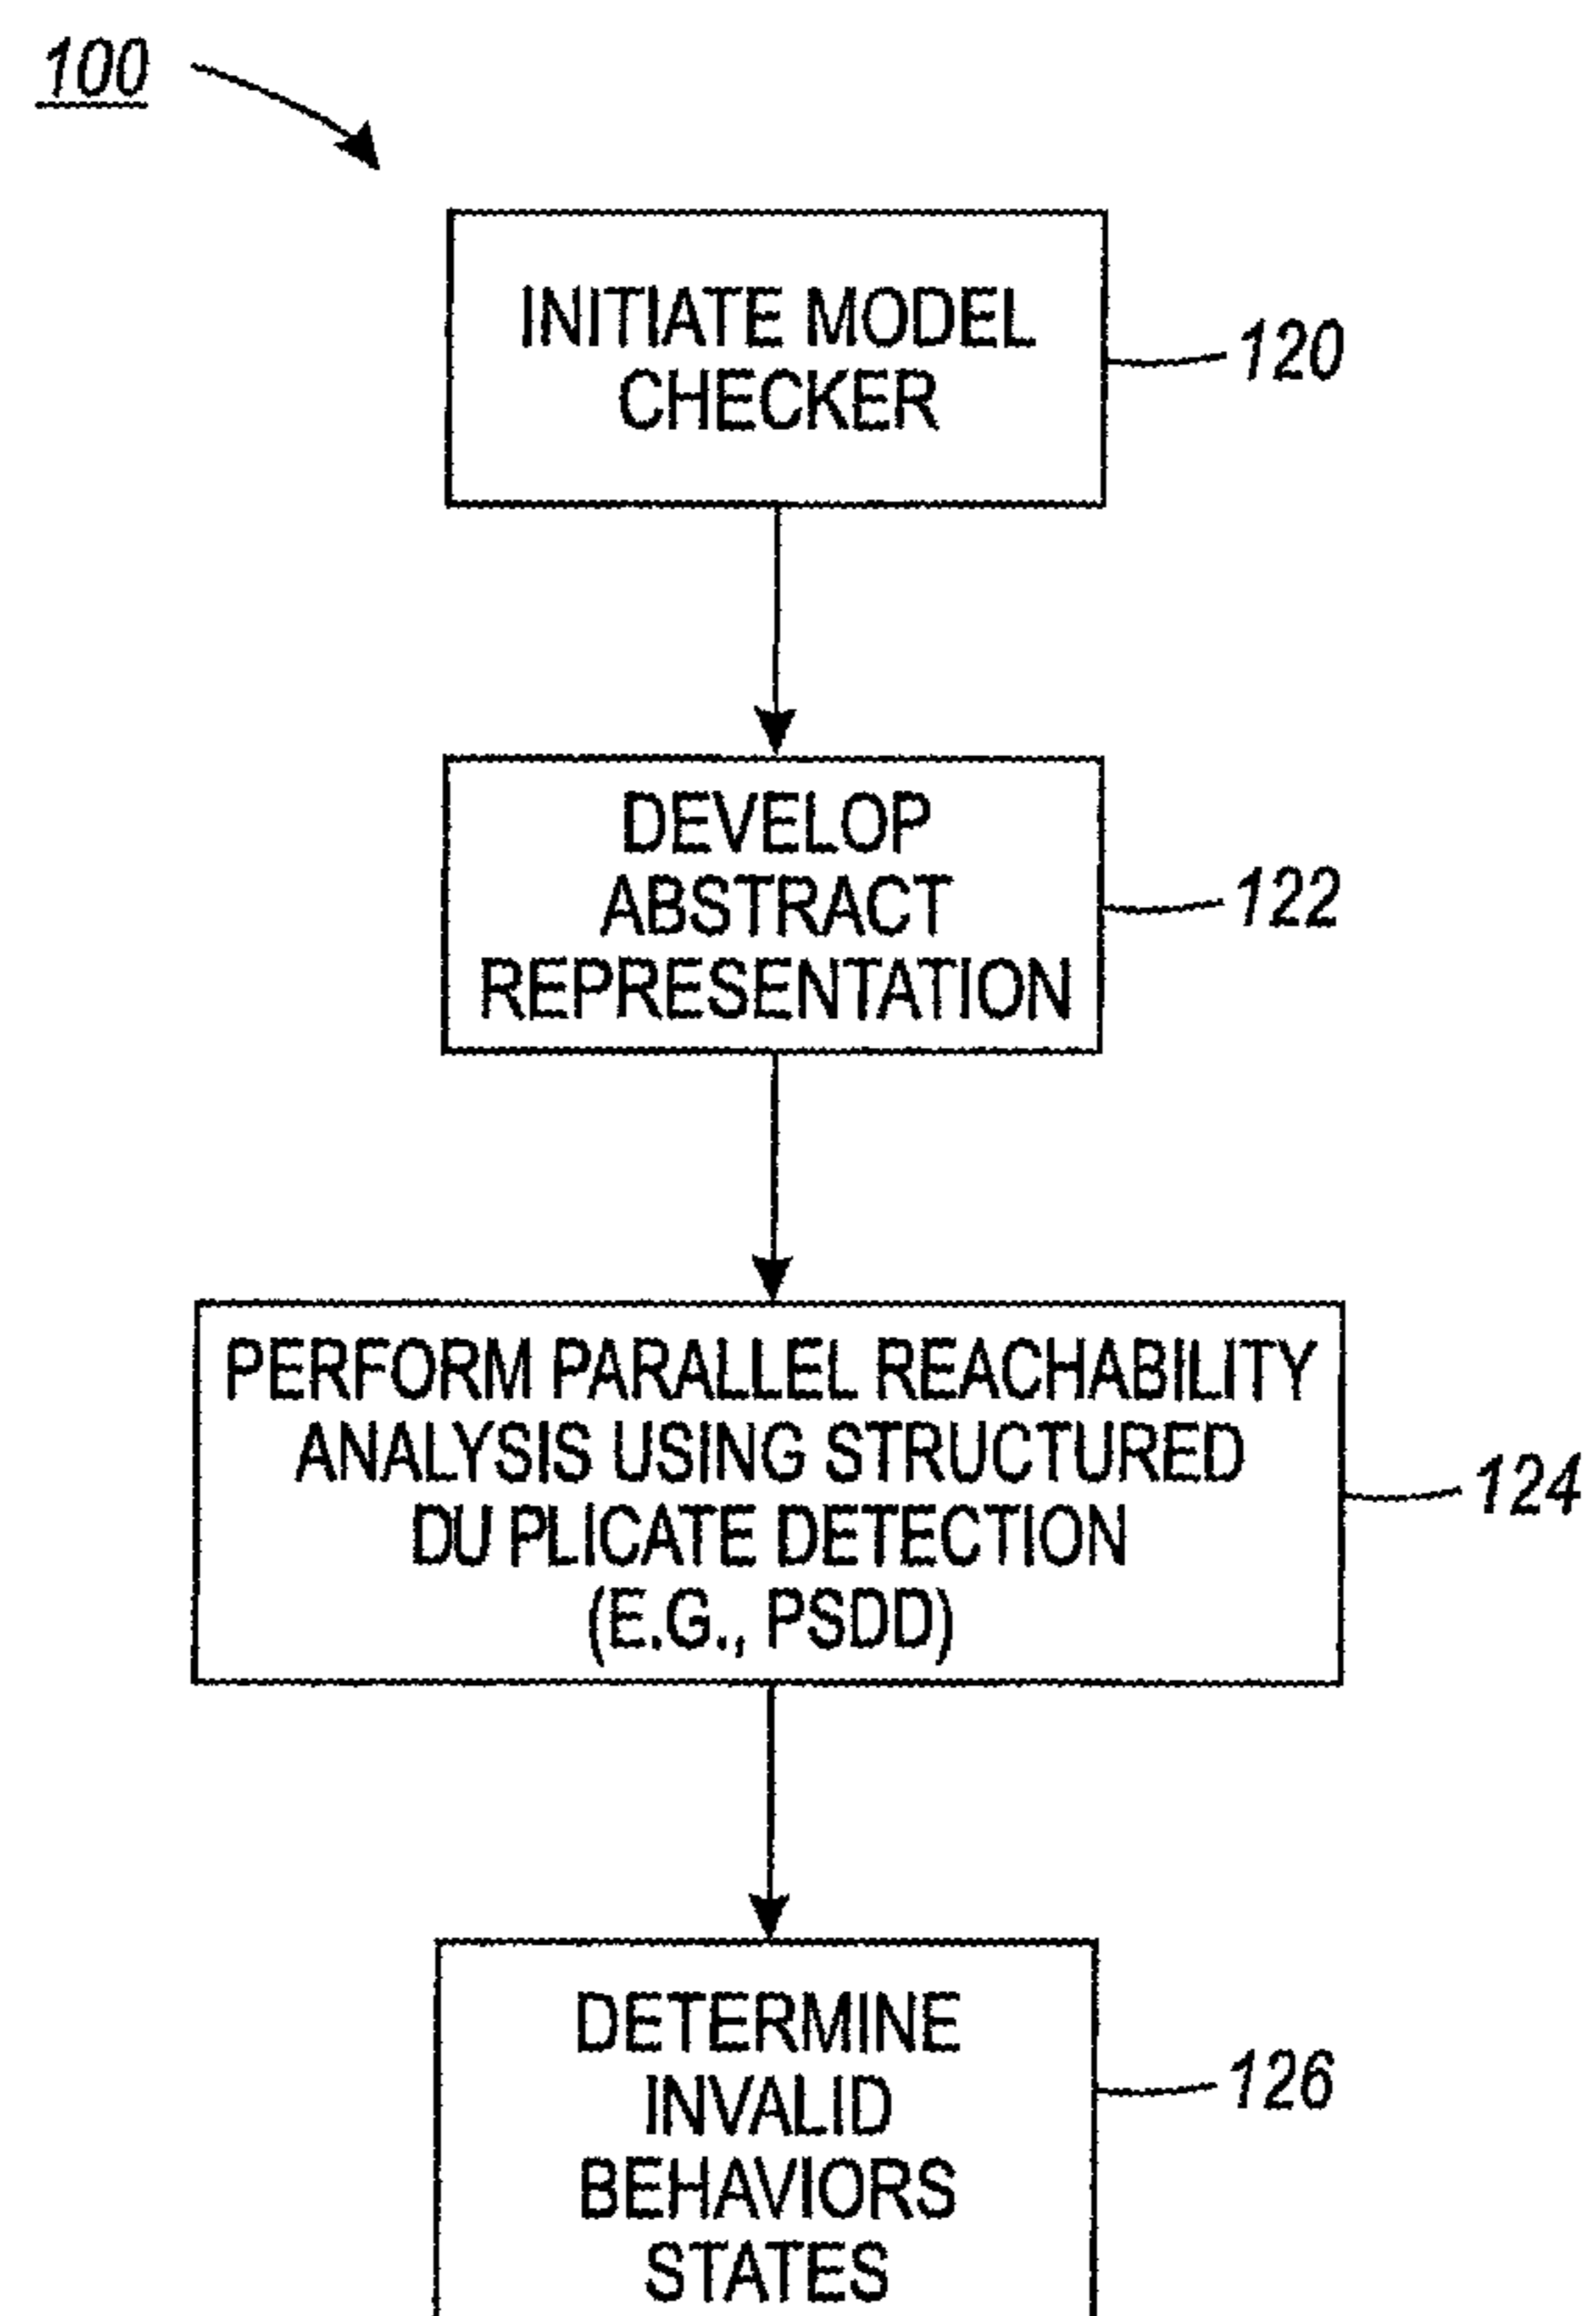 100
INITIATE MODEL
CHECKER
120
DEVELOP
ABSTRACT
REPRESENTATION
122
PERFORM PARALLEL REACHABILITY
ANALYSIS USING STRUCTURED
DU PLICATE DETECTION
(E.G., PSDD)
124
DETERMINE
INVALID
BEHAVIORS
STATES
126